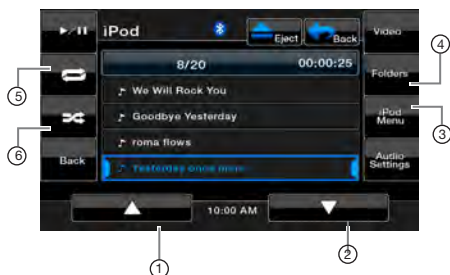 iPod Eject Back Video
8/20 00:00:25
Folders
We Will Rock You
Goodbye Yesterday
iPod Menu
roma flows
Back
Yesterday once more
Audio Settings
10:00 AM
1
2
3
4
5
6